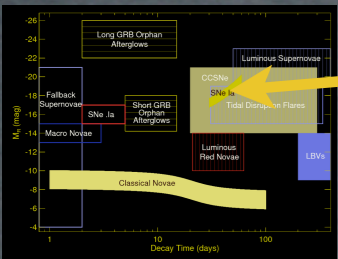 -26
-24
-22
-20
-18
-16
-14
-12
-10
-8
-6
-4
Long GRB Orphan
Afterglows
Luminous Supernovae
CCSNe
SNe Ia
Tidal Disruption Flares
Fallback
Supernovae
SNe .Ia
Short GRB
Orphan
Afterglows
Macro Novae
Luminous
Red Novae
LBVs
Classical Novae
1
10
100
Decay Time (days)